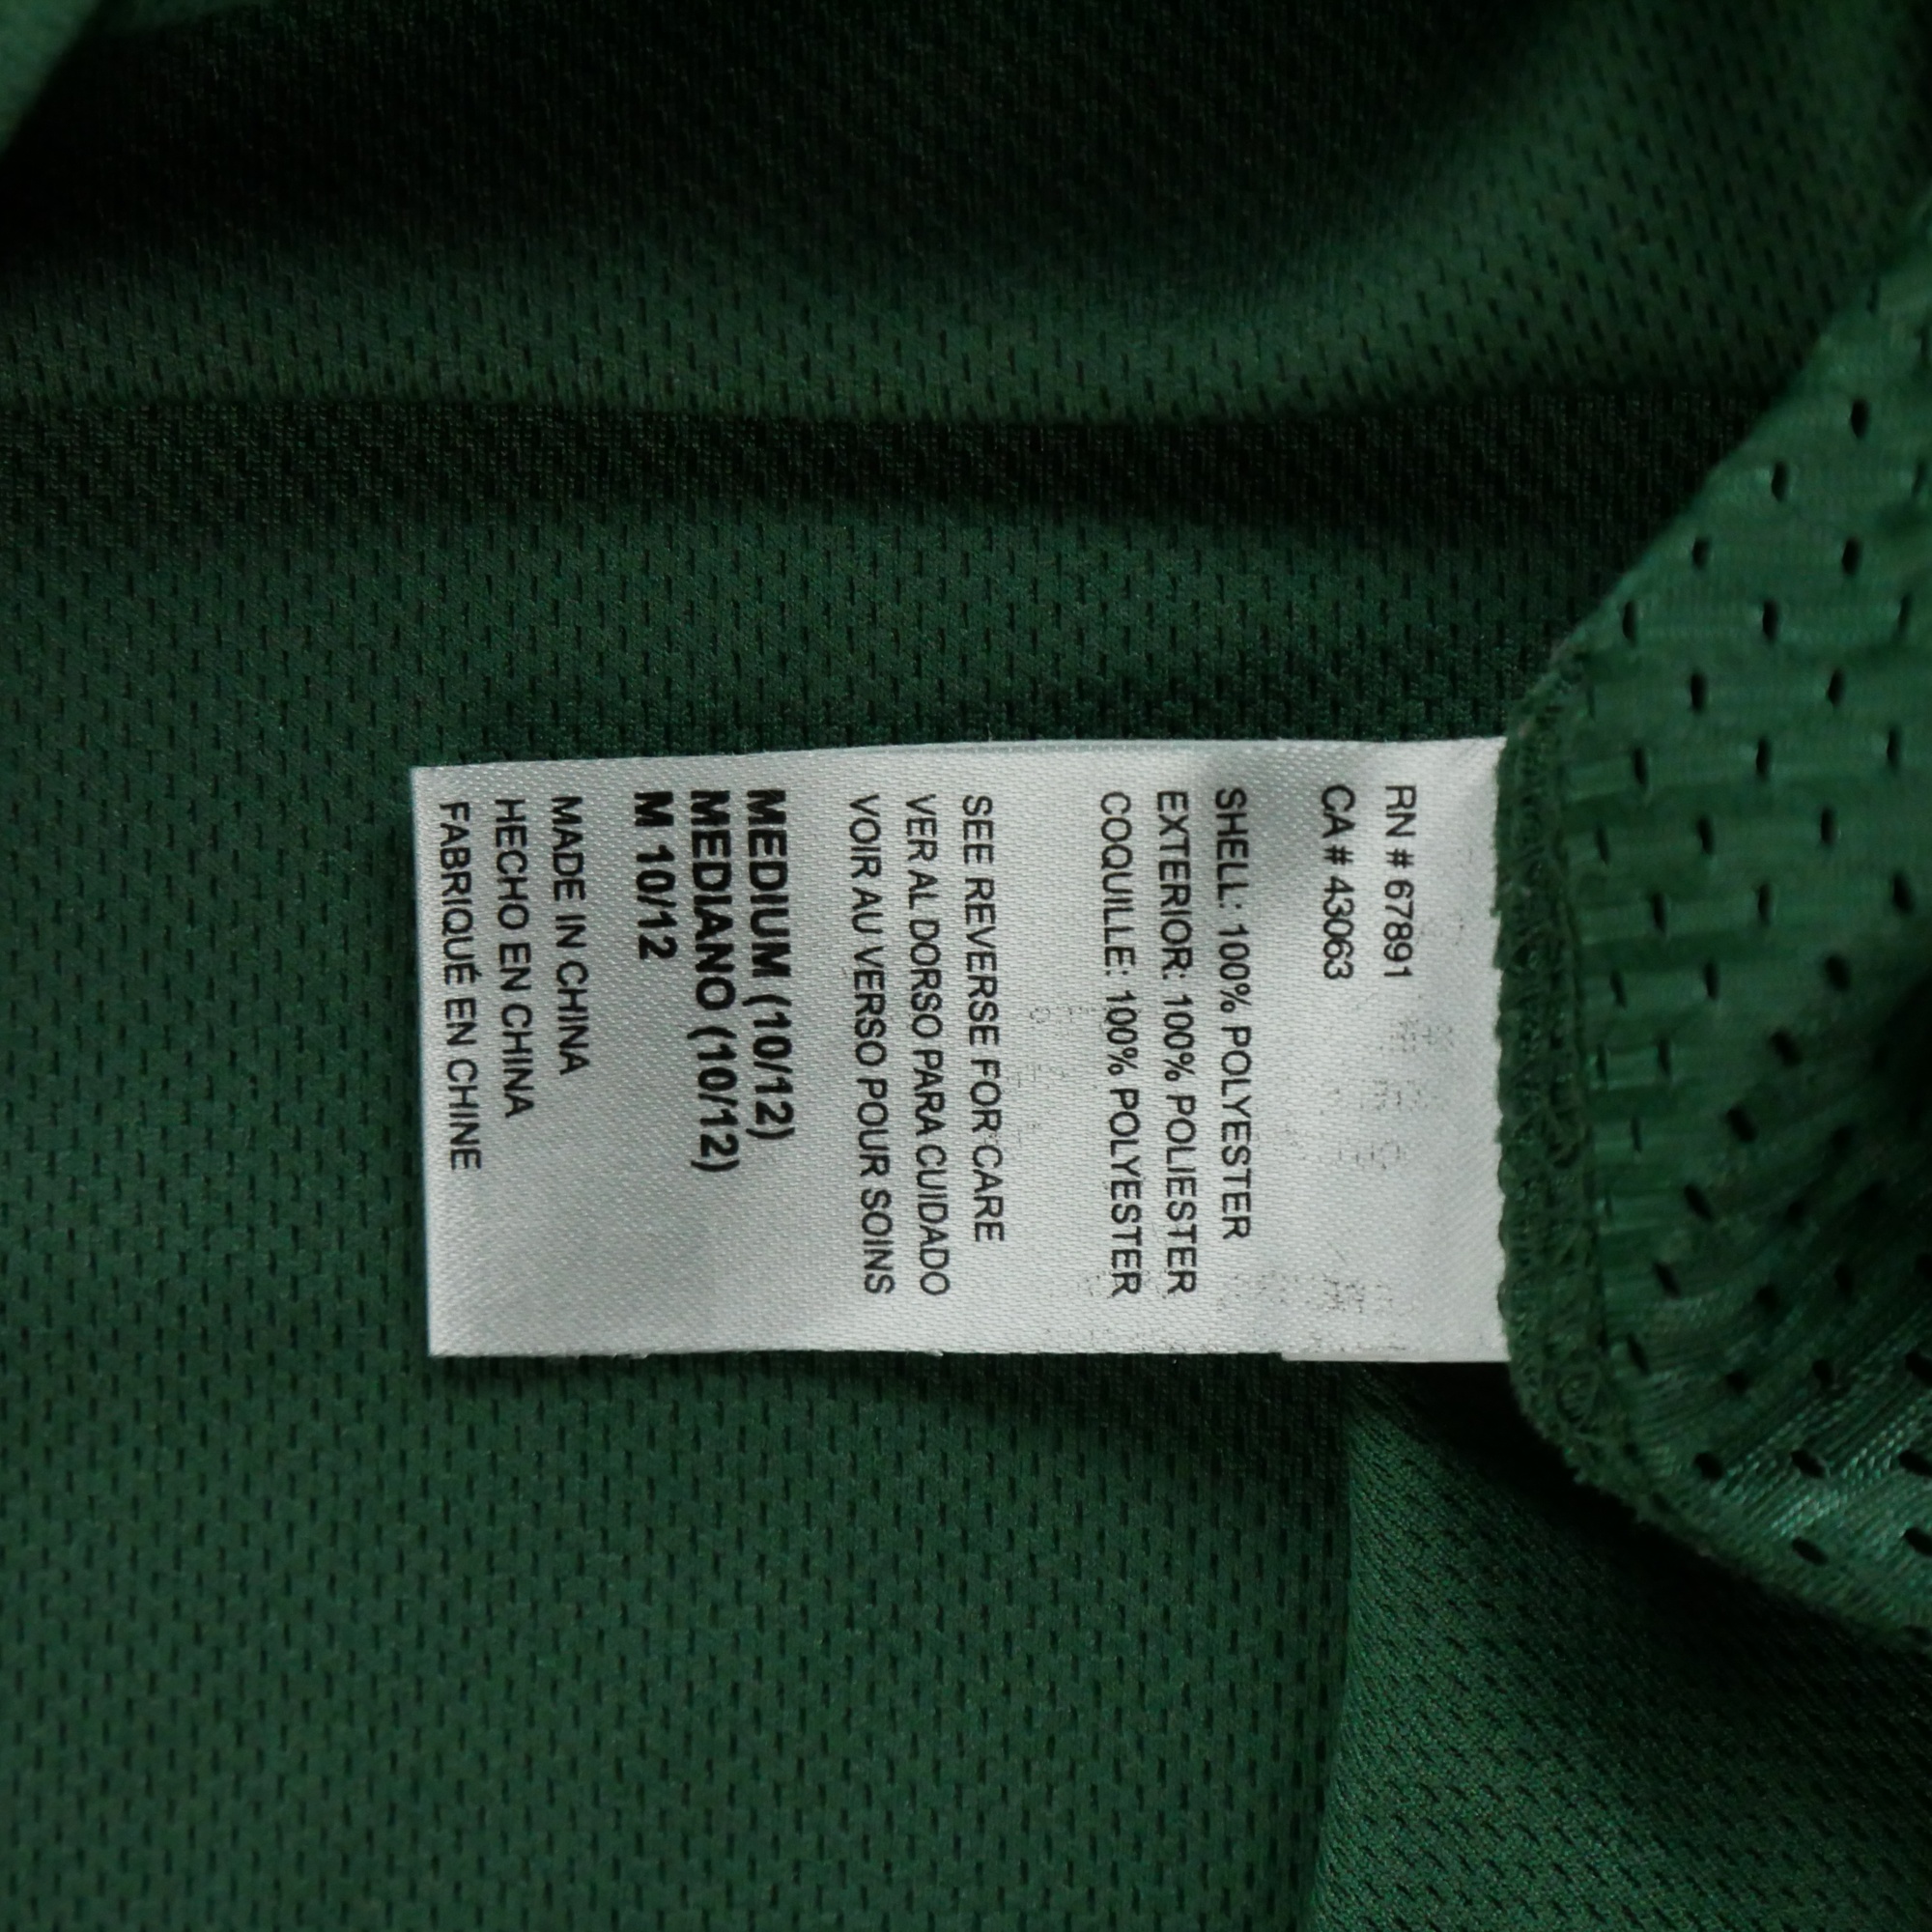 RN # 67891
CA # 43063
SHELL: 100% POLYESTER
EXTERIOR: 100% POLIESTER
COQUILLE: 100% POLYESTER
SEE REVERSE FOR CARE
VER AL DORSO PARA CUIDADO
VOIR AU VERSO POUR SOINS
MEDIUM (10/12)
MEDIANO (10/12)
M 10/12
MADE IN CHINA
HECHO EN CHINA
FABRIQUÉ EN CHINE